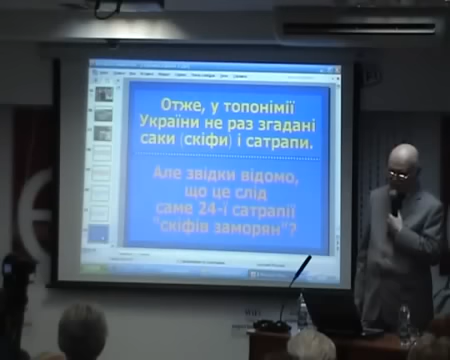 Отже, у топонімії
України не раз згадані
саки (скіфи) і сатрапи.
Але звідки відомо,
що це слід
саме 24-ї сатрапії
"скіфів заморян"?